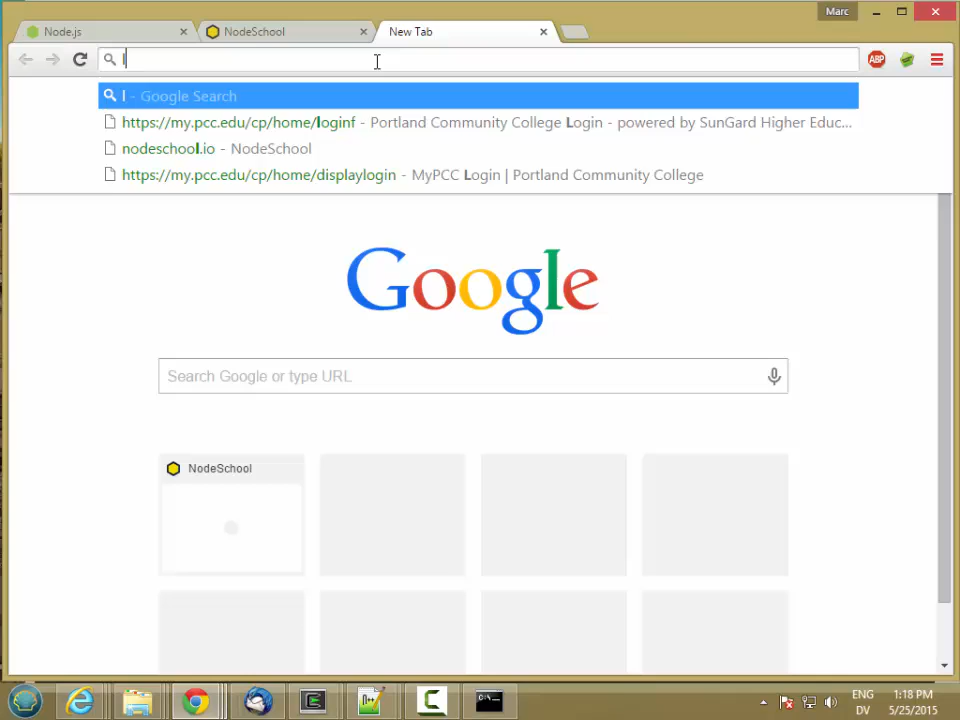 Marc
Node.js
NodeSchool
New Tab
l
ABP
l - Google Search
https://my.pcc.edu/cp/home/loginf - Portland Community College Login - powered by SunGard Higher Educ...
nodeschool.io - NodeSchool
https://my.pcc.edu/cp/home/displaylogin - MyPCC Login | Portland Community College
Google
Search Google or type URL
NodeSchool
C:\
ENG
1:18 PM
DV
5/25/2015